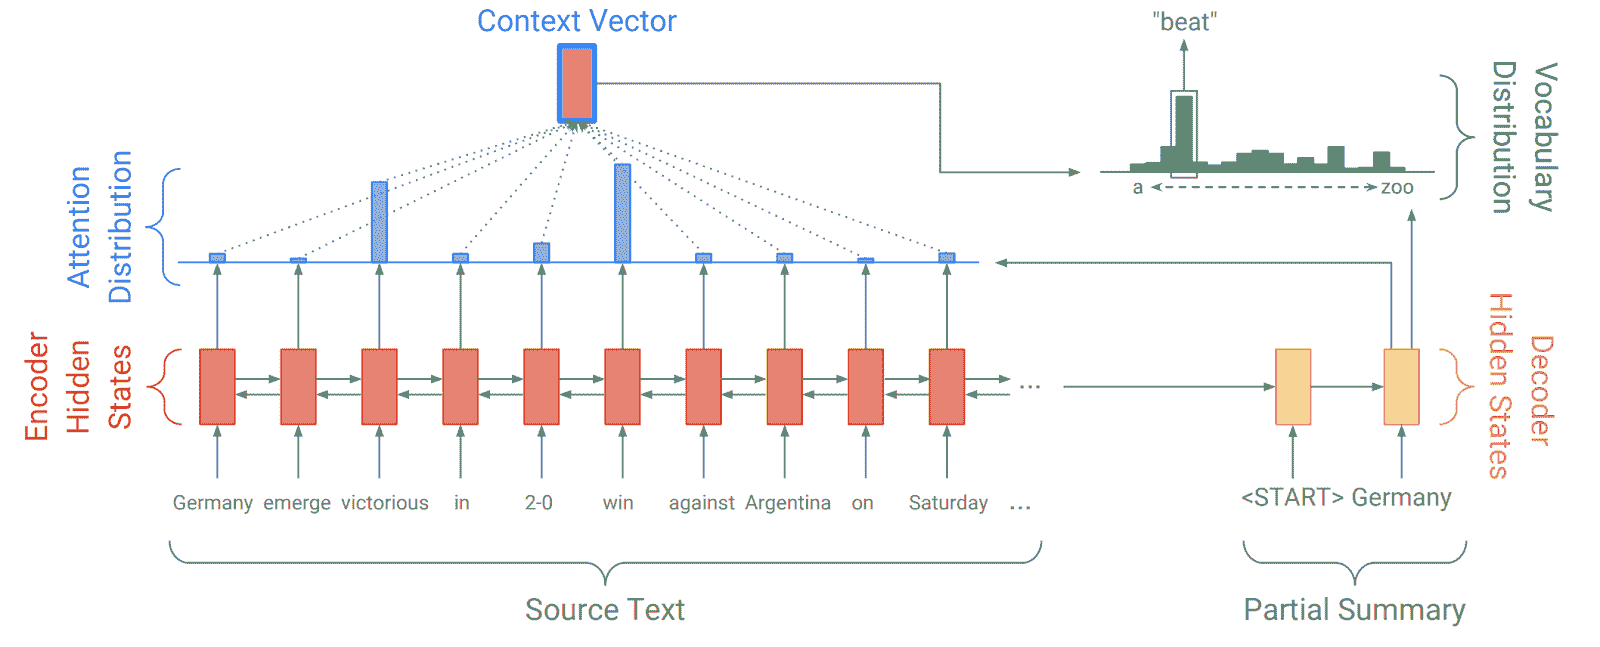 Context Vector
"beat"
Vocabulary
Distribution
a
zoo
Attention
Distribution
Encoder
Hidden
States
...
Decoder
Hidden States
Germany emerge victorious in 2-0 win against Argentina on Saturday ...
<START> Germany
Source Text
Partial Summary